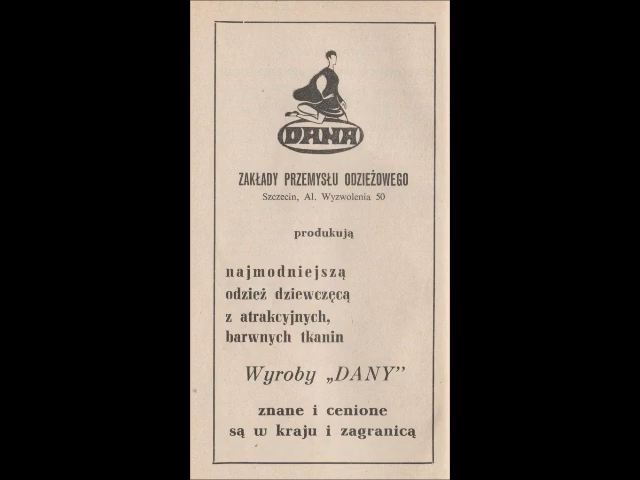 DANA
ZAKŁADY PRZEMYSŁU ODZIEŻOWEGO
Szczecin, Al. Wyzwolenia 50
produkują
najmodniejszą
odzież dziewczęcą
z atrakcyjnych,
barwnych tkanin
Wyroby „DANY”
znane i cenione
są w kraju i zagranicą